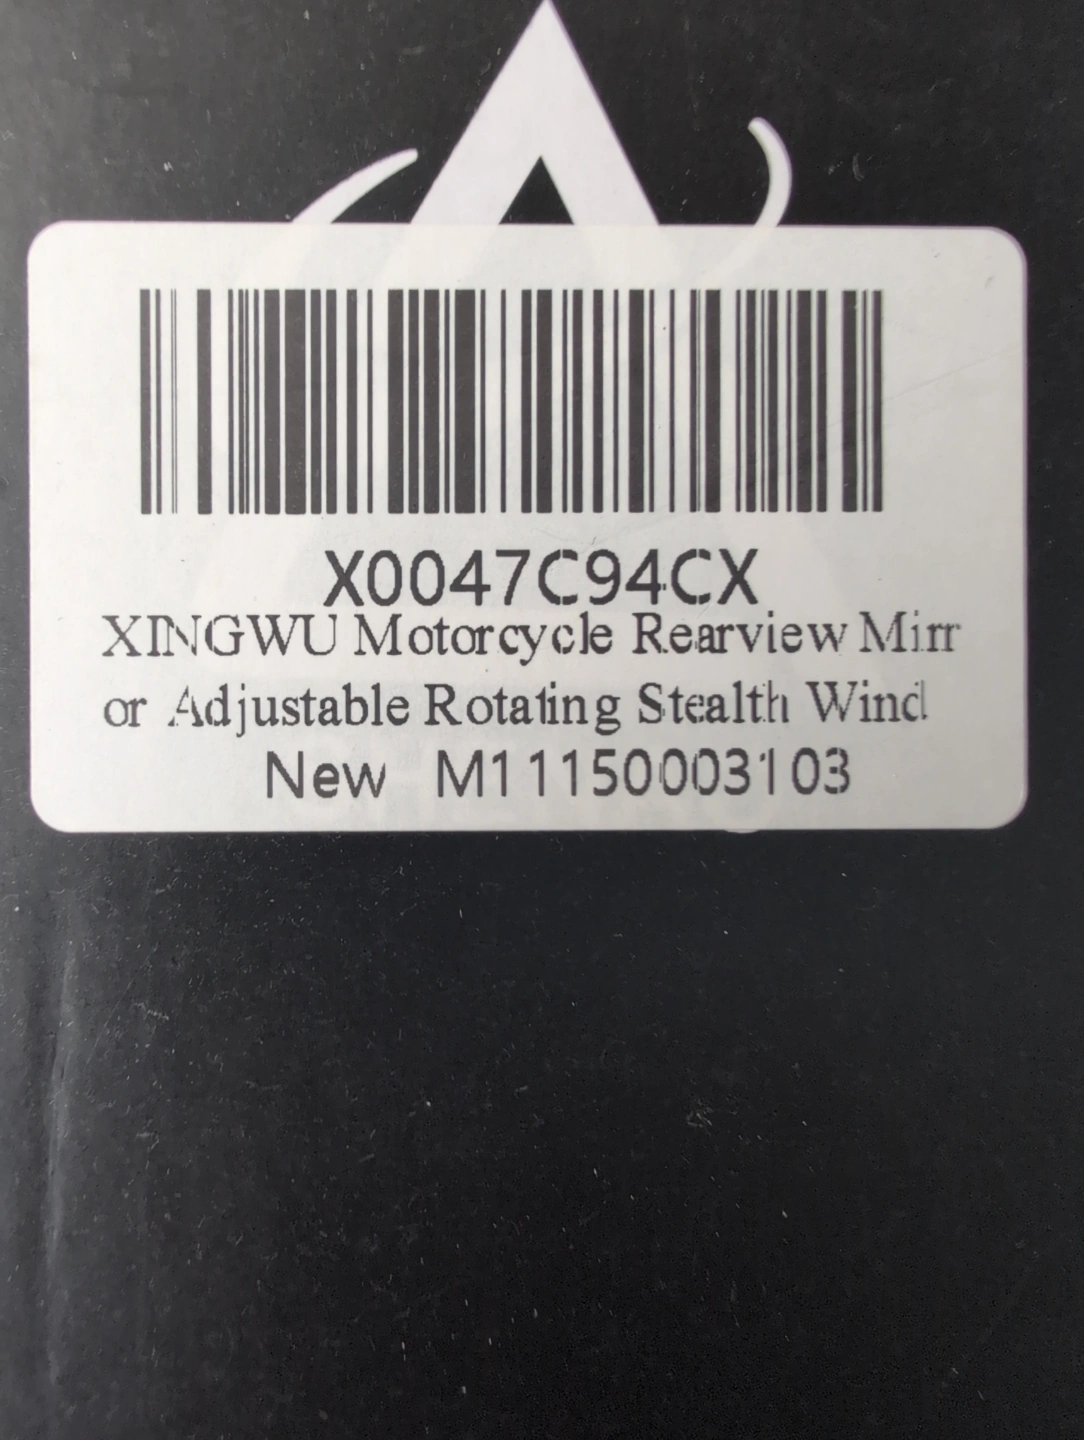 X0047C94CX
XINGWU Motorcycle Rearview Mirr
or Adjustable Rotating Stealth Wind
New M11150003103